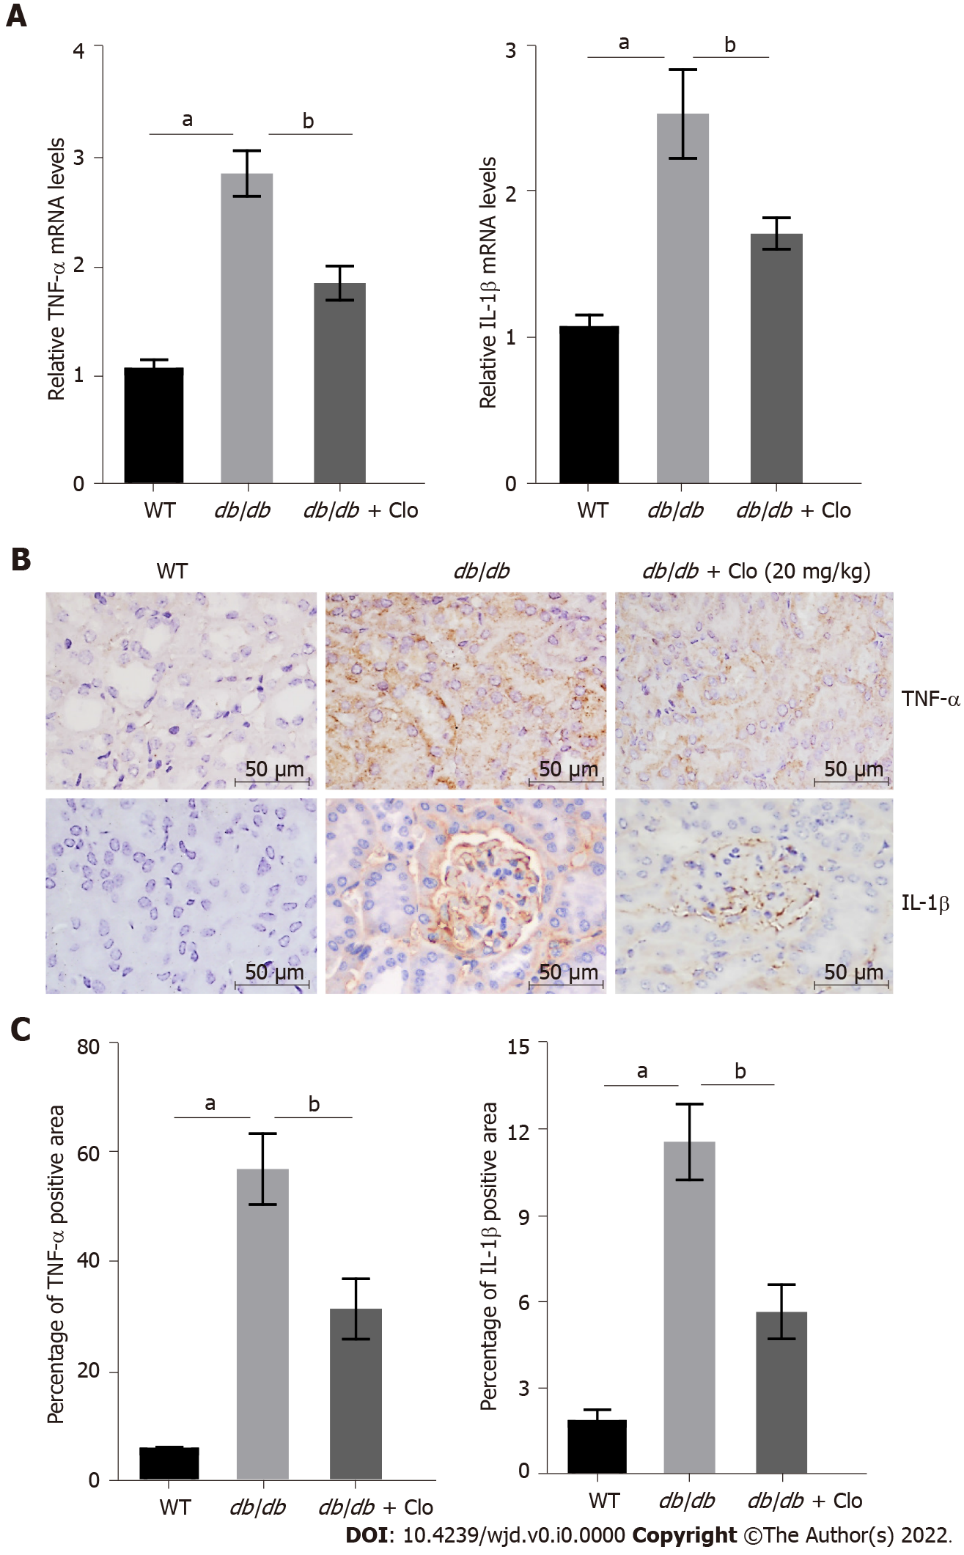 A
Relative TNF-α mRNA levels
4
3
2
1
0
a
b
WT
db/db
db/db + Clo
Relative IL-1β mRNA levels
3
2
1
0
a
b
WT
db/db
db/db + Clo
B
WT
db/db
db/db + Clo (20 mg/kg)
50 µm
50 µm
50 µm
TNF-α
50 µm
50 µm
50 µm
IL-1β
C
Percentage of TNF-α positive area
80
60
40
20
0
a
b
WT
db/db
db/db + Clo
Percentage of IL-1β positive area
15
12
9
6
3
0
a
b
WT
db/db
db/db + Clo
DOI: 10.4239/wjd.v0.i0.0000 Copyright ©The Author(s) 2022.